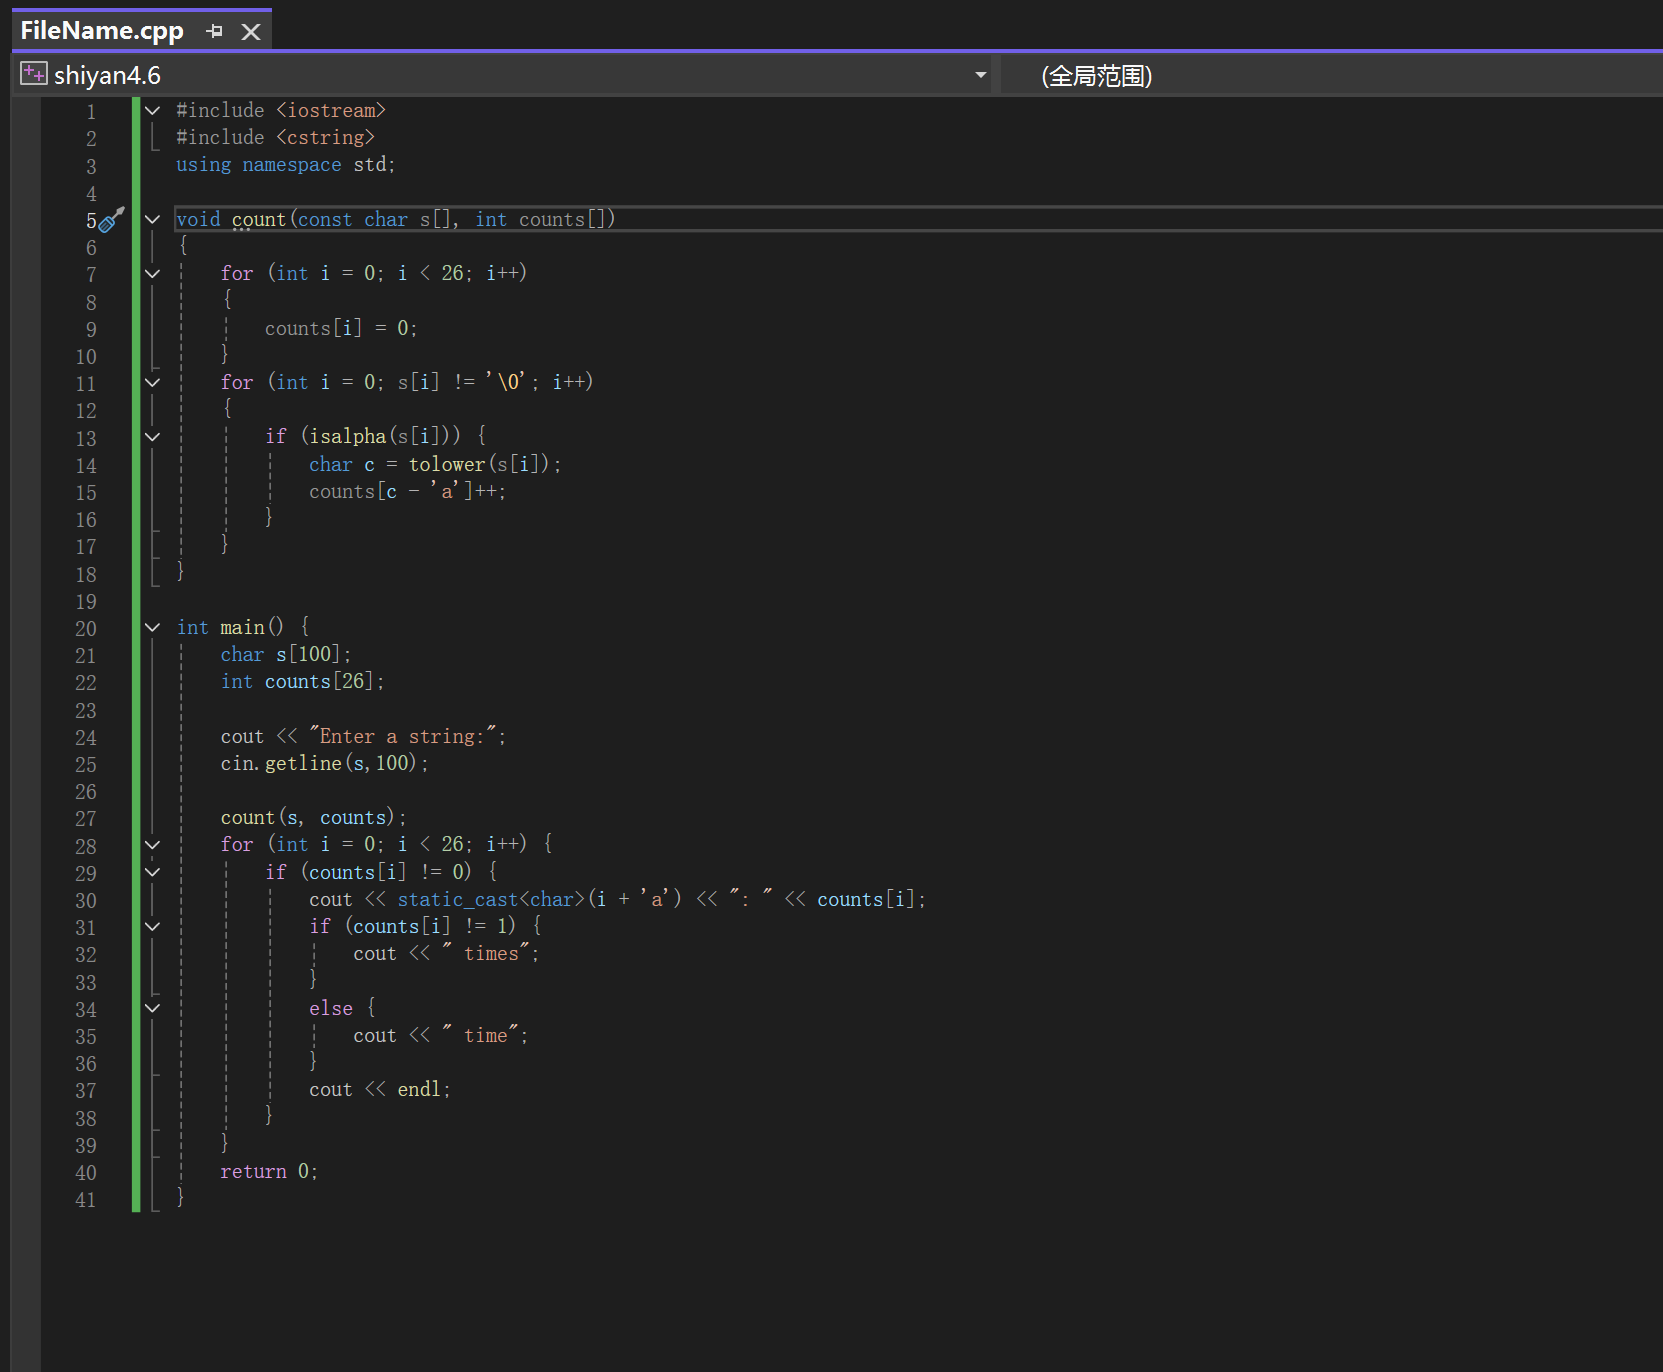 FileName.cpp
shiyan4.6 (全局范围)
1 #include <iostream>
2 #include <cstring>
3 using namespace std;
4
5 void count(const char s[], int counts[])
6 {
7 for (int i = 0; i < 26; i++)
8 {
9 counts[i] = 0;
10 }
11 for (int i = 0; s[i] != '\0'; i++)
12 {
13 if (isalpha(s[i])) {
14 char c = tolower(s[i]);
15 counts[c - 'a']++;
16 }
17 }
18 }
19
20 int main() {
21 char s[100];
22 int counts[26];
23
24 cout << "Enter a string:";
25 cin.getline(s,100);
26
27 count(s, counts);
28 for (int i = 0; i < 26; i++) {
29 if (counts[i] != 0) {
30 cout << static_cast<char>(i + 'a') << ": " << counts[i];
31 if (counts[i] != 1) {
32 cout << " times";
33 }
34 else {
35 cout << " time";
36 }
37 cout << endl;
38 }
39 }
40 return 0;
41 }